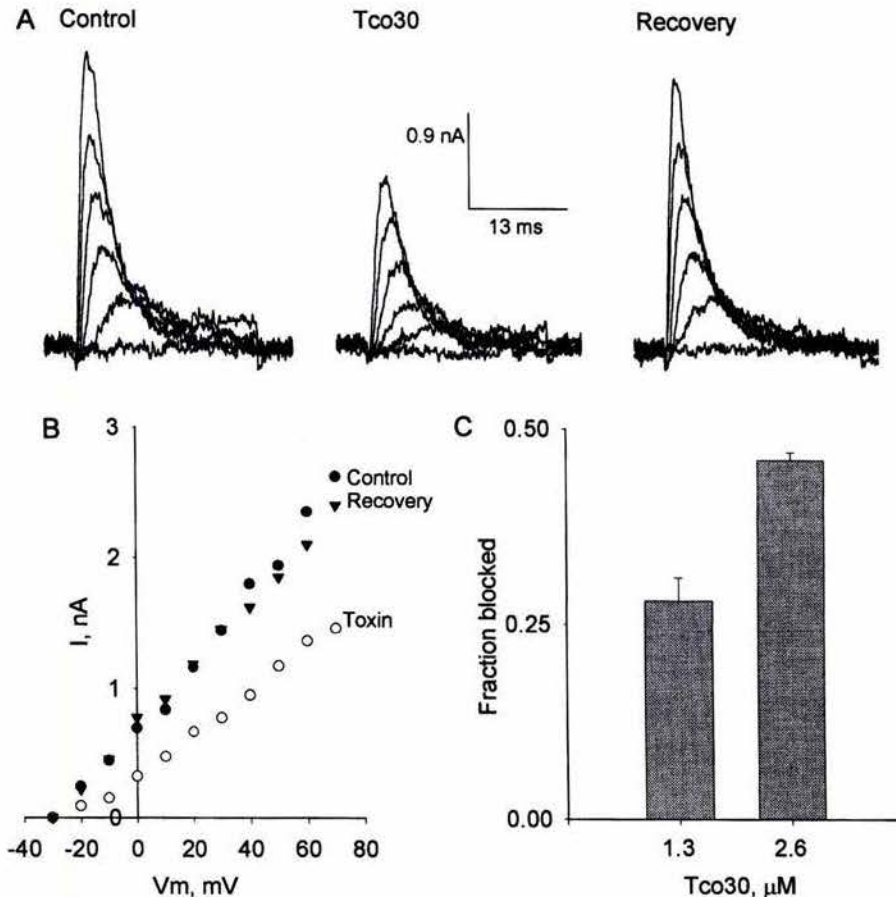 A
Control
Tco30
Recovery
0.9 nA
13 ms
B
3
2
1
0
I, nA
Control
Recovery
Toxin
-40 -20 0 20 40 60 80
Vm, mV
C
0.50
0.25
0.00
Fraction blocked
1.3 2.6
Tco30, μM